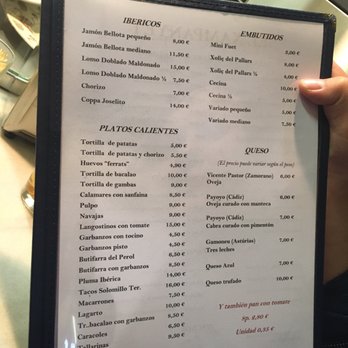 IBERICOS
Jamón Bellota pequeño 8,00 €
Jamón Bellota mediano 11,50 €
Lomo Doblado Maldonado 15,00 €
Lomo Doblado Maldonado ½ 7,50 €
Chorizo 7,00 €
Coppa Joselito 14,00 €
PLATOS CALIENTES
Tortilla de patatas 5,00 €
Tortilla de patatas y chorizo 5,50 €
Huevos "ferrats" 4,90 €
Tortilla de bacalao 10,00 €
Tortilla de gambas 9,00 €
Calamares con sanfaina 8,50 €
Pulpo 9,00 €
Navajas 9,00 €
Langostinos con tomate 15,00 €
Garbanzos con tocino 4,50 €
Garbanzos pisto 4,50 €
Butifarra del Perol 6,50 €
Butifarra con garbanzos 8,50 €
Pluma Ibérica 14,00 €
Tacos Solomillo Ter. 16,00 €
Macarrones 7,00 €
Lagarto 10,00 €
Tr..bacalao con garbanzos 8,50 €
Caracoles 8,50 €
Tallarinas
EMBUTIDOS
Mini Fuet 5,00 €
Xoliç del Pallars 8,00 €
Xoliç del Pallars ½ 4,00 €
Cecina 10,00 €
Cecina ½ 5,00 €
Variado pequeño 5,00 €
Variado mediano 7,50 €
QUESO
(El precio puede variar según el peso)
Vicente Pastor (Zamorano) 6,00 €
Oveja
Payoyo (Cádiz) 8,00 €
Oveja curado con manteca
Payoyo (Cádiz) 7,00 €
Cabra curado con pimentón
Gamoneu (Astúrias) 7,00 €
Tres leches
Queso Azul 7,00 €
Queso trufado 10,00 €
Y también pan con tomate
sp. 2,80 €
Unidad 0,95 €